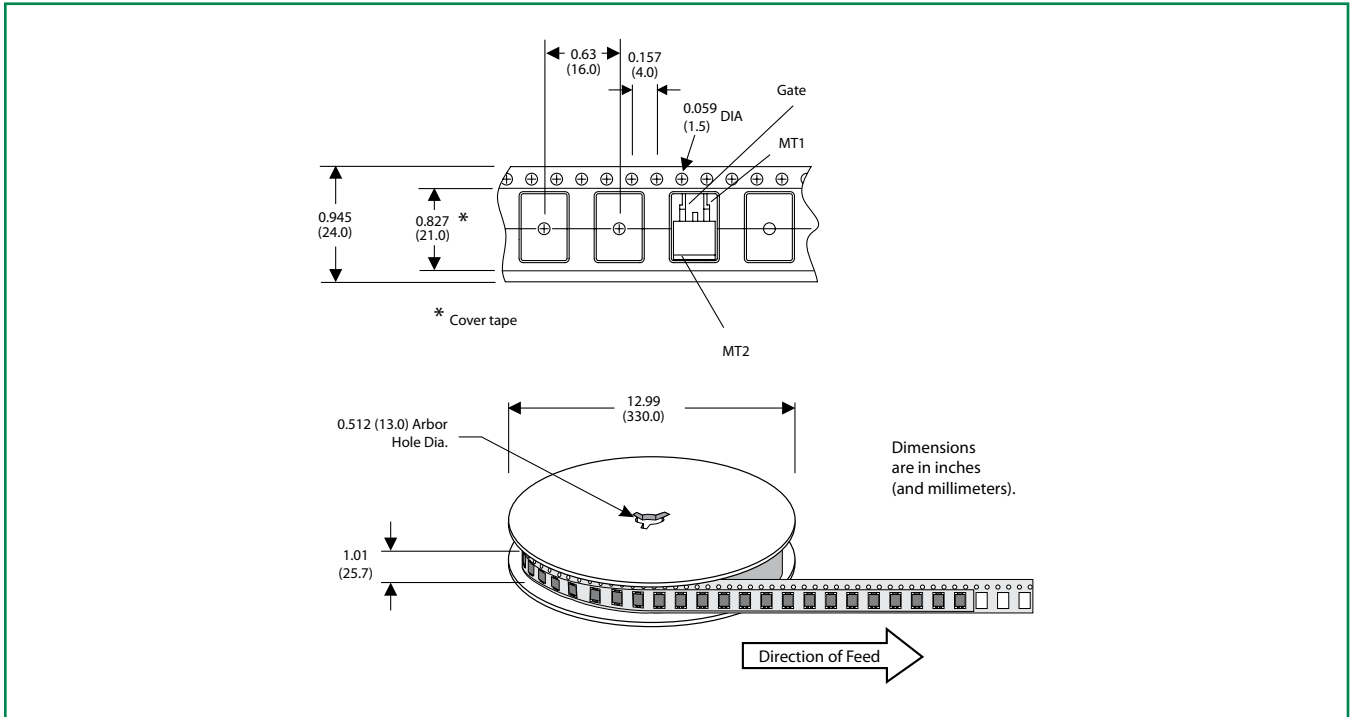 0.63
(16.0)
0.157
(4.0)
0.059 DIA
(1.5)
Gate
MT1
0.945
(24.0)
0.827 *
(21.0)
* Cover tape
MT2
12.99
(330.0)
0.512 (13.0) Arbor
Hole Dia.
Dimensions
are in inches
(and millimeters).
1.01
(25.7)
Direction of Feed